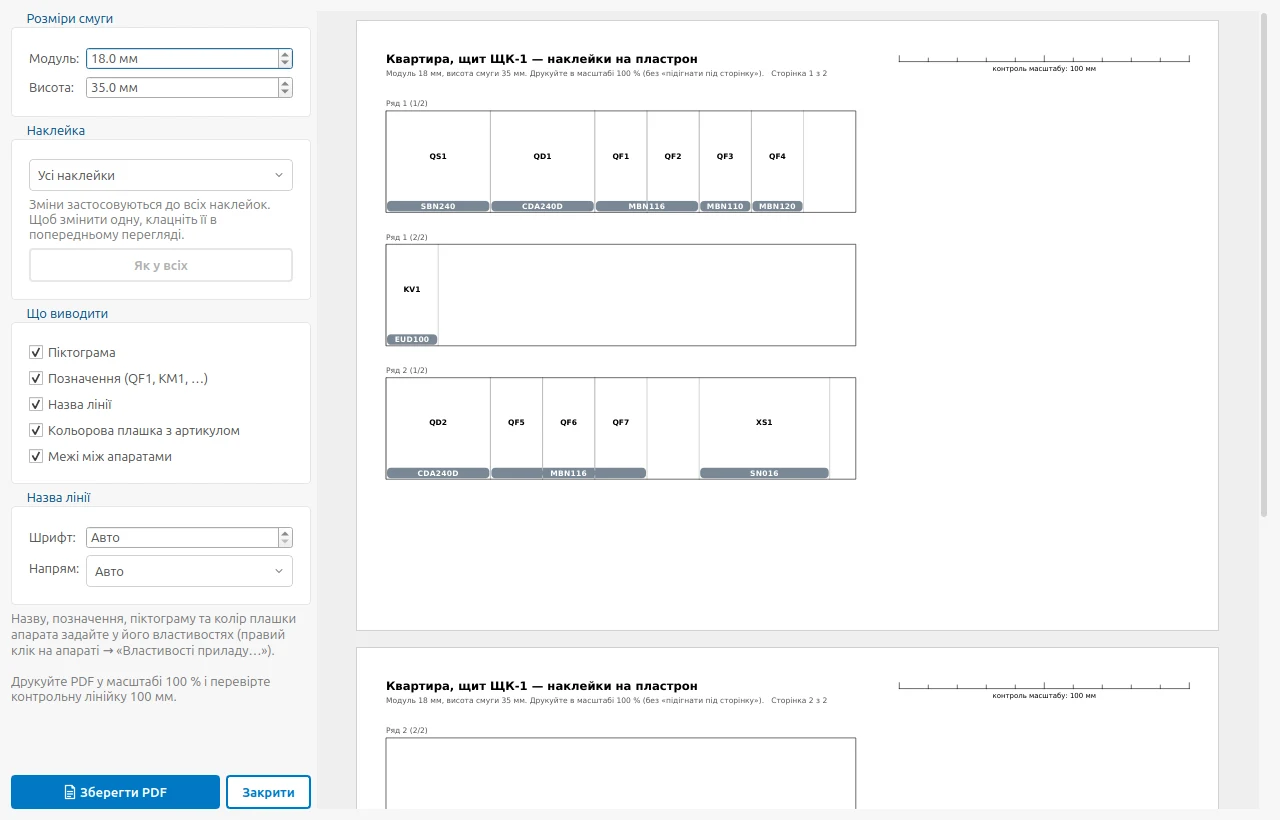 Розміри смуги
Модуль: 18.0 мм
Висота: 35.0 мм
Наклейка
Усі наклейки
Зміни застосовуються до всіх наклейок.
Щоб змінити одну, клацніть її в
попередньому перегляді.
Як у всіх
Що виводити
Піктограма
Позначення (QF1, KM1, …)
Назва лінії
Кольорова плашка з артикулом
Межі між апаратами
Назва лінії
Шрифт: Авто
Напрям: Авто
Назву, позначення, піктограму та колір плашки
апарата задайте у його властивостях (правий
клік на апараті → «Властивості приладу…»).
Друкуйте PDF у масштабі 100 % і перевірте
контрольну лінійку 100 мм.
Зберегти PDF
Закрити
Квартира, щит ЩК-1 — наклейки на пластрон
Модуль 18 мм, висота смуги 35 мм. Друкуйте в масштабі 100 % (без «підігнати під сторінку»). Сторінка 1 з 2
контроль масштабу: 100 мм
Ряд 1 (1/2)
QS1 QD1 QF1 QF2 QF3 QF4
SBN240 CDA240D MBN116 MBN110 MBN120
Ряд 1 (2/2)
KV1
EUD100
Ряд 2 (1/2)
QD2 QF5 QF6 QF7 XS1
CDA240D MBN116 SN016
Квартира, щит ЩК-1 — наклейки на пластрон
Модуль 18 мм, висота смуги 35 мм. Друкуйте в масштабі 100 % (без «підігнати під сторінку»). Сторінка 2 з 2
контроль масштабу: 100 мм
Ряд 2 (2/2)